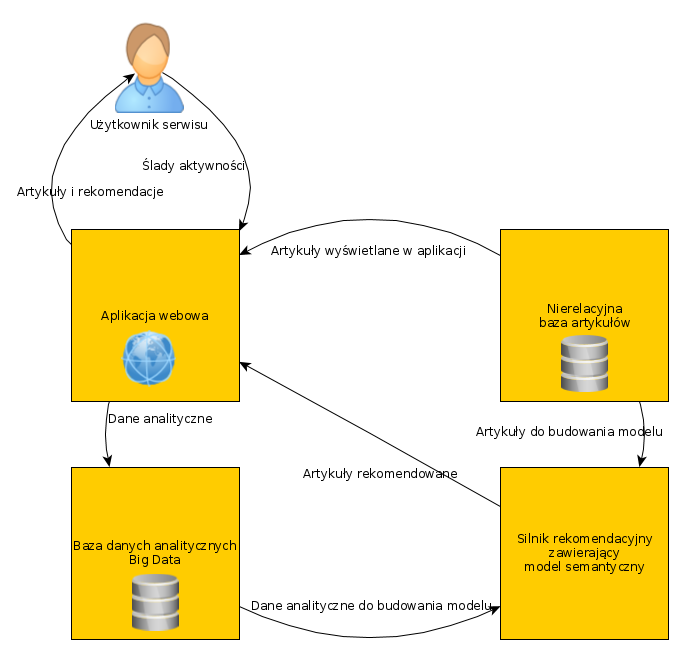 Użytkownik serwisu
Ślady aktywności
Artykuły i rekomendacje
Artykuły wyświetlane w aplikacji
Aplikacja webowa
Nierelacyjna
baza artykułów
Dane analityczne
Artykuły do budowania modelu
Artykuły rekomendowane
Baza danych analitycznych
Big Data
Silnik rekomendacyjny
zawierający
model semantyczny
Dane analityczne do budowania modelu